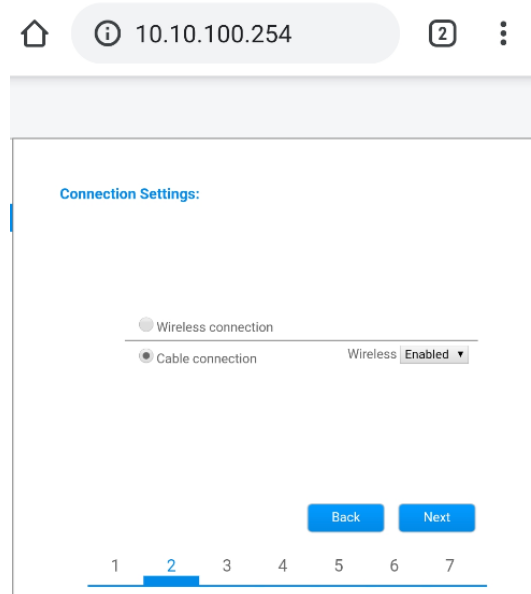 10.10.100.254 2
Connection Settings:
Wireless connection
Cable connection Wireless Enabled
Back Next
1 2 3 4 5 6 7